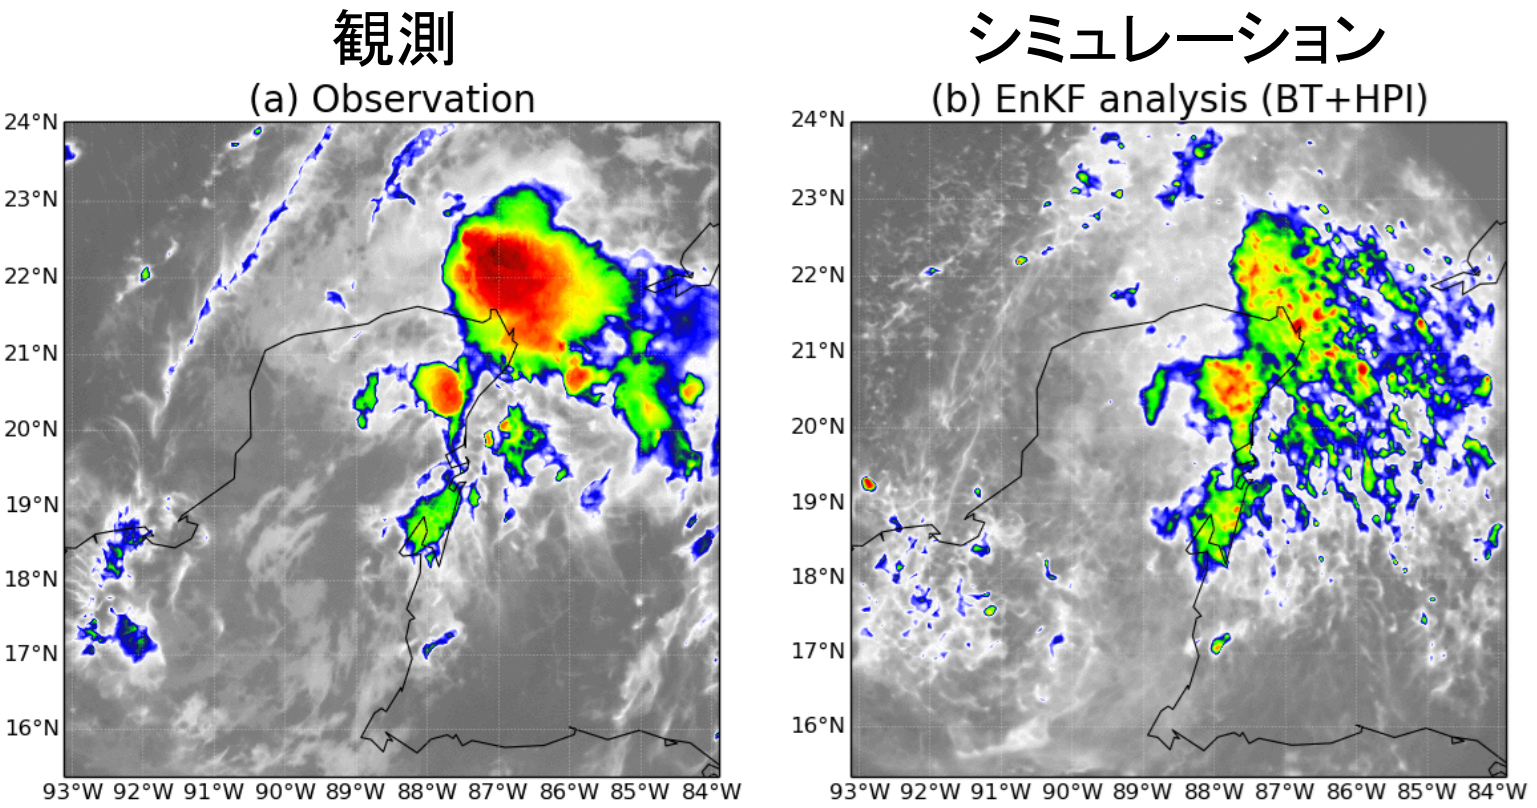 観測
シミュレーション
(a) Observation
(b) EnKF analysis (BT+HPI)
24°N
23°N
22°N
21°N
20°N
19°N
18°N
17°N
16°N
93°W 92°W 91°W 90°W 89°W 88°W 87°W 86°W 85°W 84°W
24°N
23°N
22°N
21°N
20°N
19°N
18°N
17°N
16°N
93°W 92°W 91°W 90°W 89°W 88°W 87°W 86°W 85°W 84°W